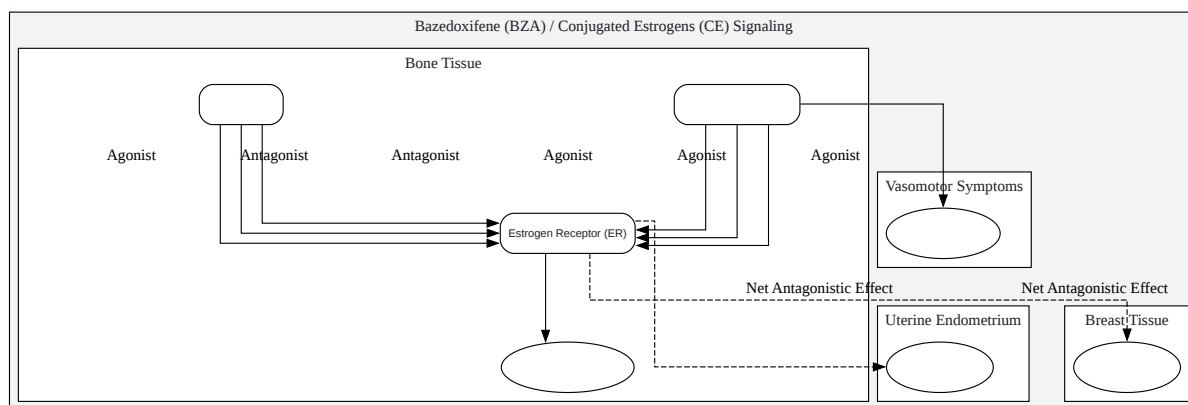 Bazedoxifene (BZA) / Conjugated Estrogens (CE) Signaling
Bone Tissue
Agonist
Antagonist
Antagonist
Agonist
Agonist
Agonist
Vasomotor Symptoms
Estrogen Receptor (ER)
Net Antagonistic Effect
Net Antagonistic Effect
Uterine Endometrium
Breast Tissue